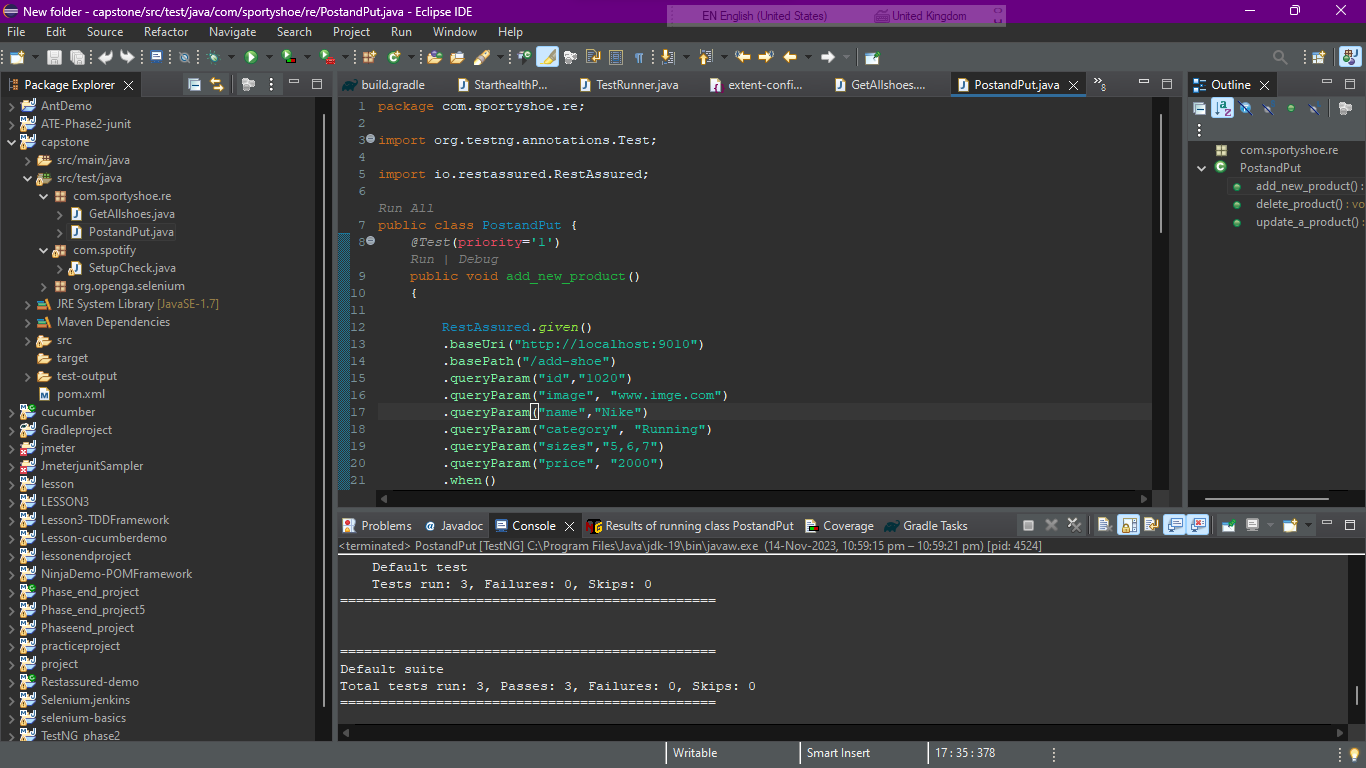 New folder - capstone/src/test/java/com/sportyshoe/re/PostandPut.java - Eclipse IDE
EN English (United States) United Kingdom
File Edit Source Refactor Navigate Search Project Run Window Help
Package Explorer
AntDemo
ATE-Phase2-junit
capstone
src/main/java
src/test/java
com.sportyshoe.re
GetAllshoes.java
PostandPut.java
com.spotify
SetupCheck.java
org.openga.selenium
JRE System Library [JavaSE-1.7]
Maven Dependencies
src
target
test-output
pom.xml
cucumber
Gradleproject
jmeter
JmeterjunitSampler
lesson
LESSON3
Lesson3-TDDFramework
Lesson-cucumberdemo
lessonendproject
NinjaDemo-POMFramework
Phase_end_project
Phase_end_project5
Phaseend_project
practiceproject
project
Restassured-demo
Selenium.jenkins
selenium-basics
TestNG_phase2
build.gradle StarthealthP... TestRunner.java extent-confi... GetAllshoes.... PostandPut.java »5
1 package com.sportyshoe.re;
2
3 import org.testng.annotations.Test;
4
5 import io.restassured.RestAssured;
6
Run All
7 public class PostandPut {
8 @Test(priority='1')
Run | Debug
9 public void add_new_product()
10 {
11
12 RestAssured.given()
13 .baseUri("http://localhost:9010")
14 .basePath("/add-shoe")
15 .queryParam("id","1020")
16 .queryParam("image", "www.imge.com")
17 .queryParam("name","Nike")
18 .queryParam("category", "Running")
19 .queryParam("sizes","5,6,7")
20 .queryParam("price", "2000")
21 .when()
Outline
com.sportyshoe.re
PostandPut
add_new_product() :
delete_product() : vo
update_a_product() :
Problems Javadoc Console Results of running class PostandPut Coverage Gradle Tasks
<terminated> PostandPut [TestNG] C:\Program Files\Java\jdk-19\bin\javaw.exe (14-Nov-2023, 10:59:15 pm – 10:59:21 pm) [pid: 4524]
Default test
Tests run: 3, Failures: 0, Skips: 0
===============================================
===============================================
Default suite
Total tests run: 3, Passes: 3, Failures: 0, Skips: 0
===============================================
Writable Smart Insert 17 : 35 : 378